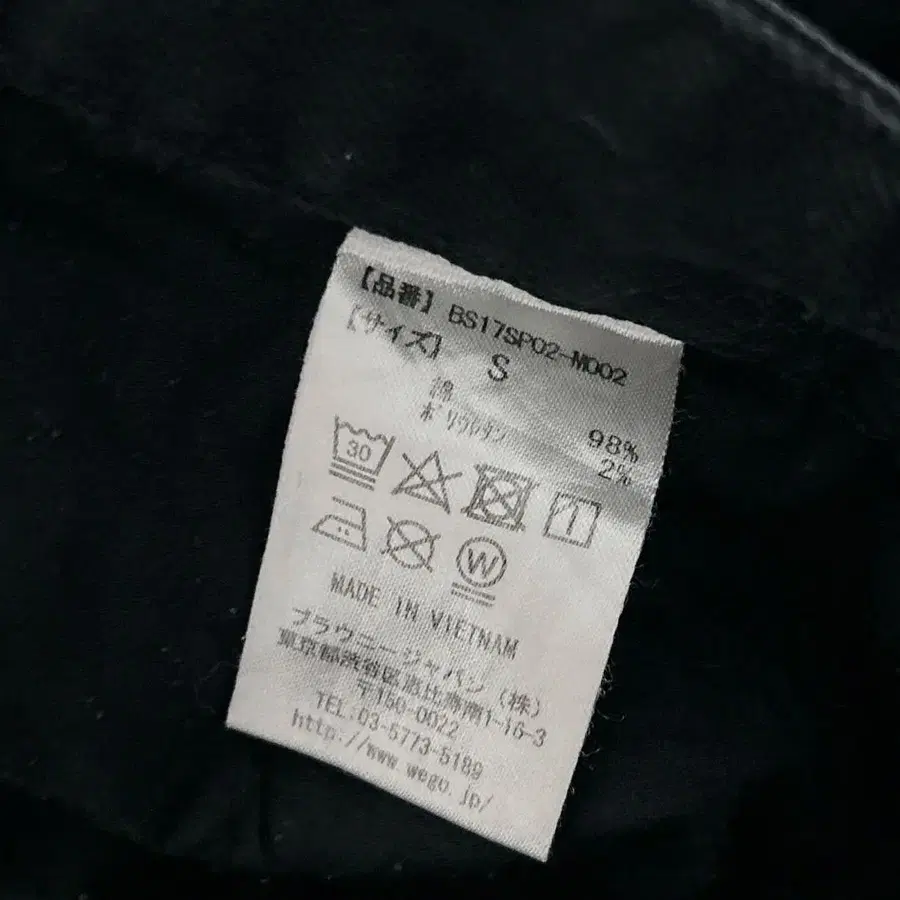 【品番】 BS17SP02-M002
【サイズ】 S
綿 98%
ポリウレタン 2%
30
W
MADE IN VIETNAM
ブラウニージャパン（株）
東京都渋谷区恵比寿南1-16-3
〒150-0022
TEL:03-5773-5189
http://www.wego.jp/